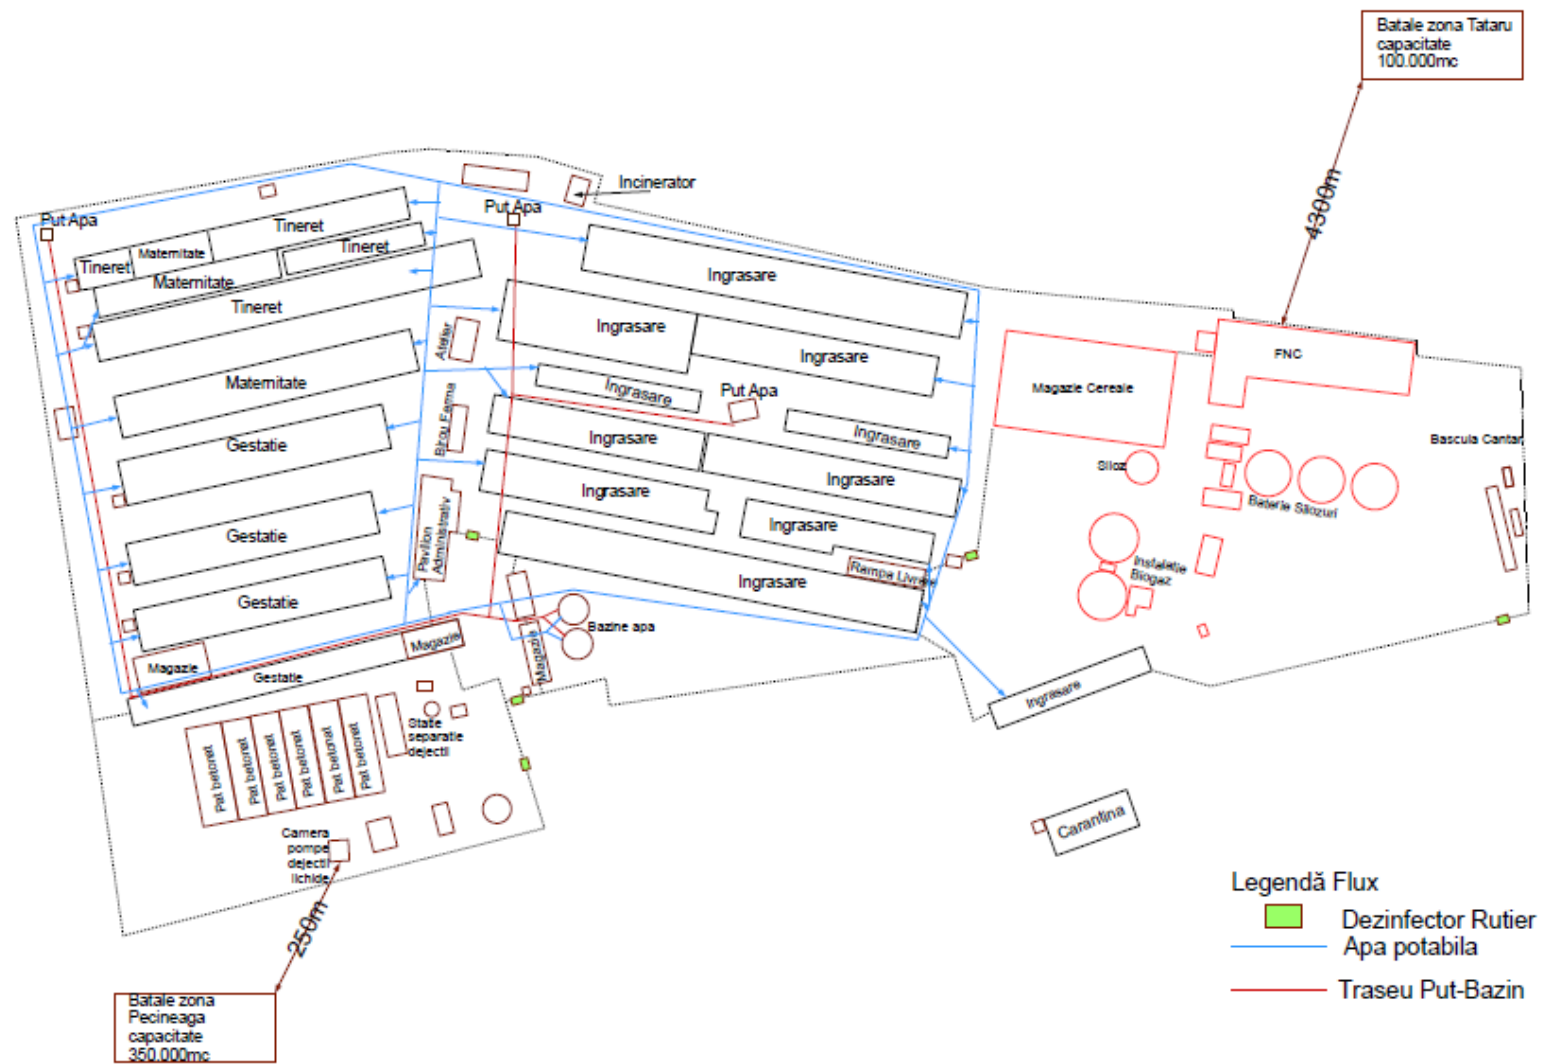 Batale zona Tataru
capacitate
100.000mc
4300m
Incinerator
Put Apa
Put Apa
Tineret
Maternitate
Tineret
Tineret
Maternitate
Tineret
Ingrasare
Ingrasare
Ingrasare
Atelier
FNC
Magazie Cereale
Maternitate
Ingrasare
Put Apa
Birou Ferma
Gestatie
Ingrasare
Ingrasare
Bascula Cantar
Siloz
Ingrasare
Ingrasare
Baterie Silozuri
Pavilion
Administrativ
Gestatie
Ingrasare
Instalatie
Biogaz
Rampa Livrare
Ingrasare
Gestatie
Bazine apa
Magazie
Magazie
Magazie
Gestatie
Ingrasare
Statie
separatie
dejectii
Pat betonat
Pat betonat
Pat betonat
Pat betonat
Pat betonat
Pat betonat
Carantina
Camera
pompe
dejectii
lichide
250m
Batale zona
Pecineaga
capacitate
350.000mc
Legendă Flux
Dezinfector Rutier
Apa potabila
Traseu Put-Bazin